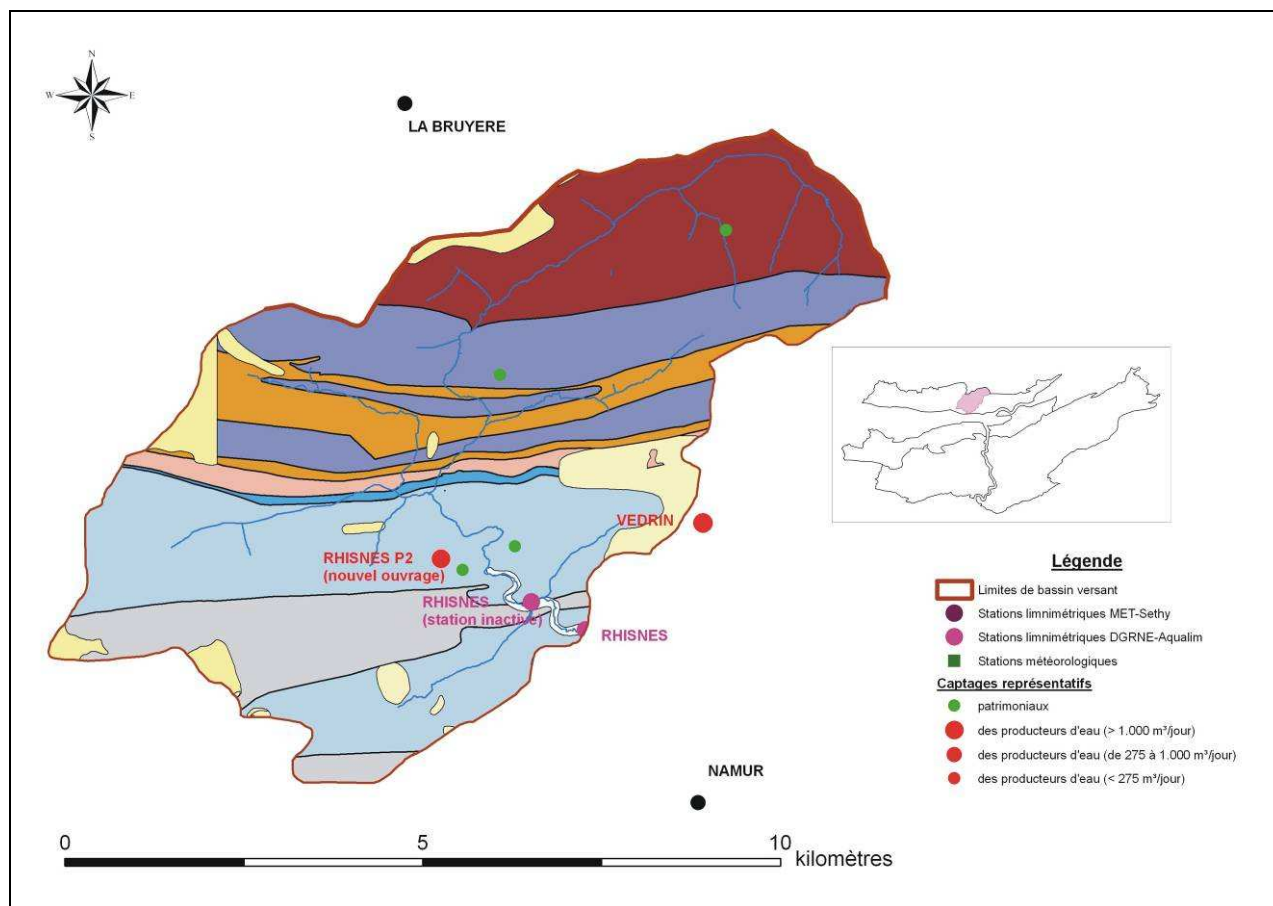 N
W
E
S
LA BRUYERE
VEDRIN
RHISNES P2
(nouvel ouvrage)
RHISNES
(station inactive)
RHISNES
NAMUR
Légende
Limites de bassin versant
Stations limnimétriques MET-Sethy
Stations limnimétriques DGRNE-Aqualim
Stations météorologiques
Captages représentatifs
patrimoniaux
des producteurs d'eau (> 1.000 m³/jour)
des producteurs d'eau (de 275 à 1.000 m³/jour)
des producteurs d'eau (< 275 m³/jour)
0 5 10
kilomètres